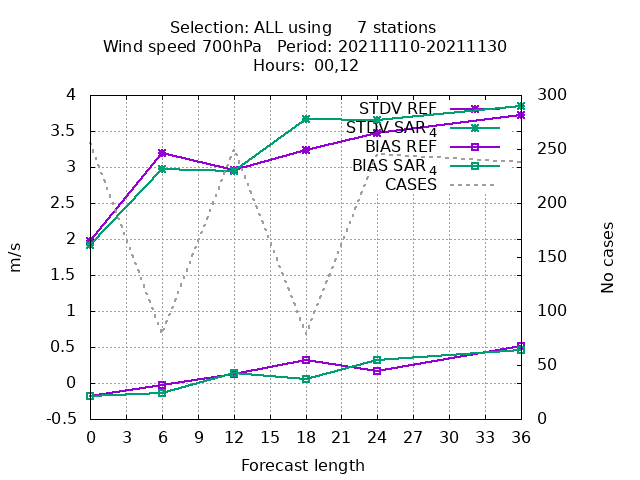 Selection: ALL using     7 stations
Wind speed 700hPa   Period: 20211110-20211130
Hours:  00,12
STDV REF
STDV SAR_4
BIAS REF
BIAS SAR_4
CASES
4
3.5
3
2.5
2
1.5
1
0.5
0
-0.5
m/s
300
250
200
150
100
50
0
No cases
0 3 6 9 12 15 18 21 24 27 30 33 36
Forecast length